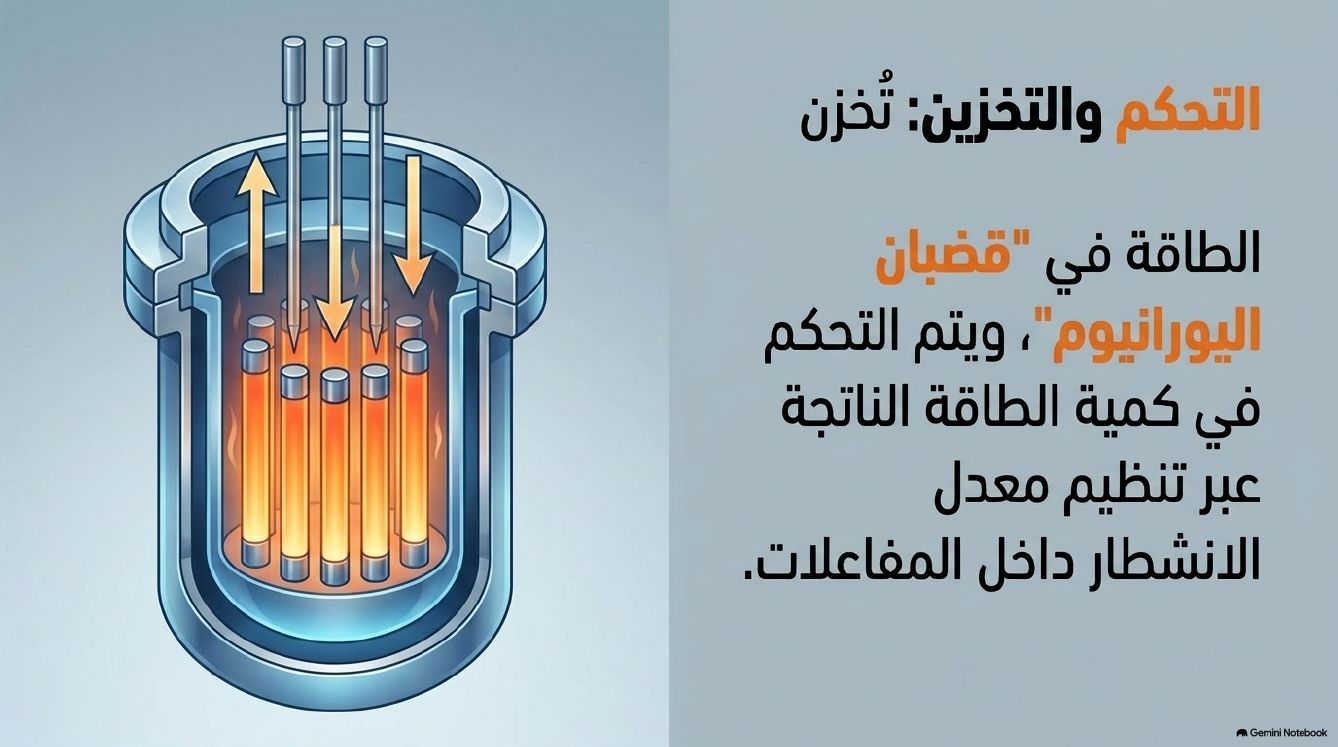 التحكم والتخزين: تُخزن
الطاقة في "قضبان
اليورانيوم"، ويتم التحكم
في كمية الطاقة الناتجة
عبر تنظيم معدل
الانشطار داخل المفاعلات.
Gemini Notebook